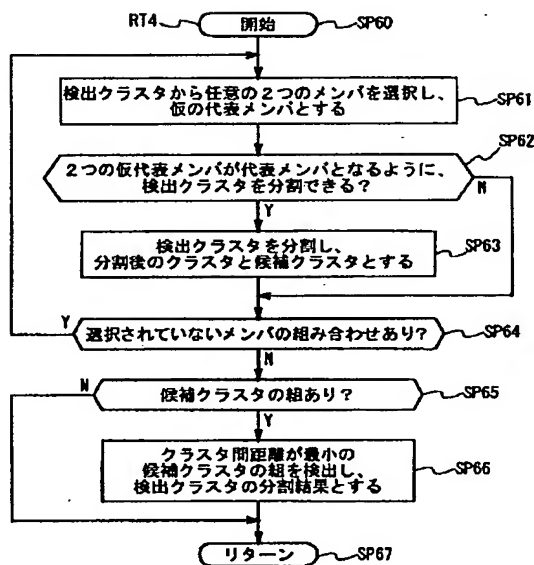 RT4 開始 SP60
検出クラスタから任意の2つのメンバを選択し、
仮の代表メンバとする
SP61
SP62
2つの仮代表メンバが代表メンバとなるように、
検出クラスタを分割できる?
N
Y
検出クラスタを分割し、
分割後のクラスタと候補クラスタとする
SP63
Y 選択されていないメンバの組み合わせあり? SP64
N
N 候補クラスタの組あり? SP65
Y
クラスタ間距離が最小の
候補クラスタの組を検出し、
検出クラスタの分割結果とする
SP66
リターン SP67